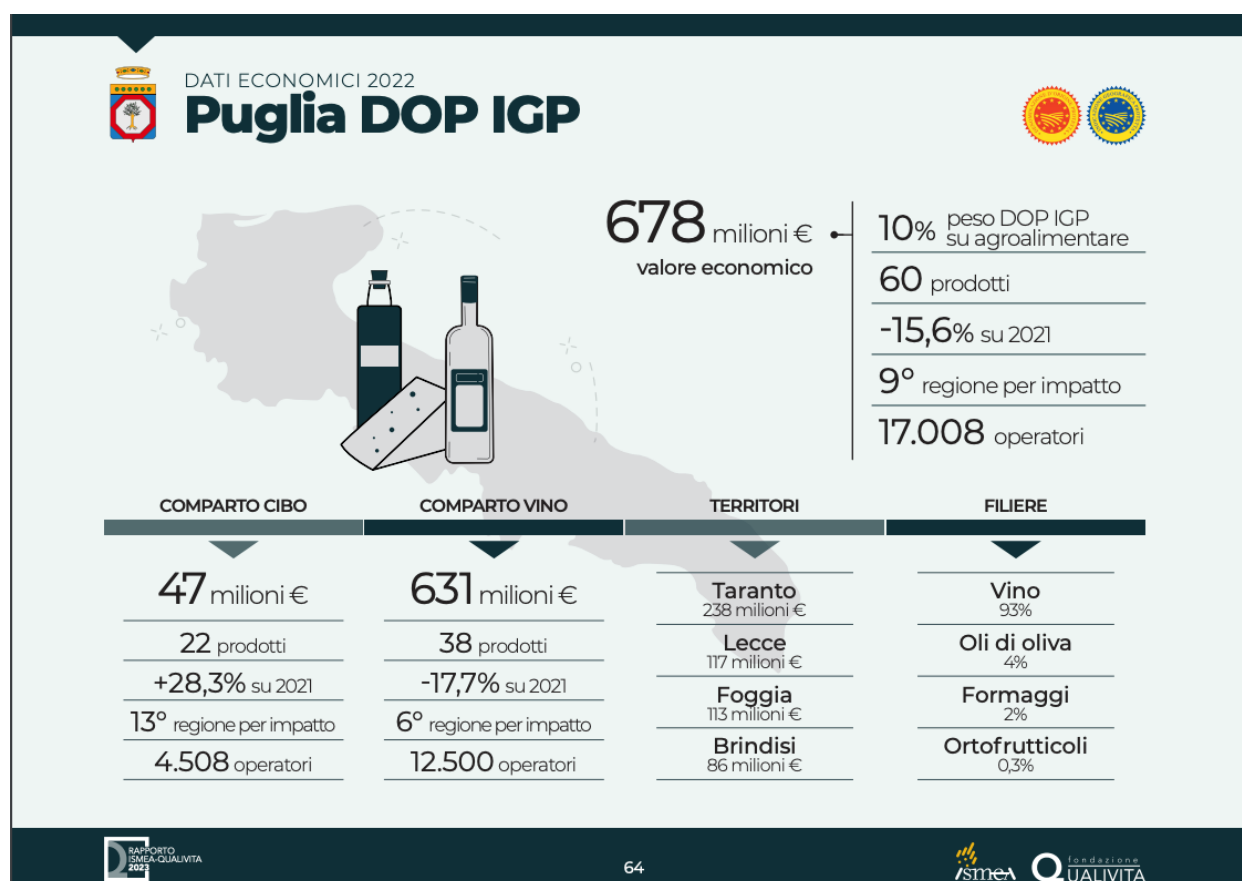 DATI ECONOMICI 2022
Puglia DOP IGP
678 milioni €
valore economico
10% peso DOP IGP
su agroalimentare
60 prodotti
-15,6% su 2021
9° regione per impatto
17.008 operatori
COMPARTO CIBO
47 milioni €
22 prodotti
+28,3% su 2021
13° regione per impatto
4.508 operatori
COMPARTO VINO
631 milioni €
38 prodotti
-17,7% su 2021
6° regione per impatto
12.500 operatori
TERRITORI
Taranto
238 milioni €
Lecce
117 milioni €
Foggia
113 milioni €
Brindisi
86 milioni €
FILIERE
Vino
93%
Oli di oliva
4%
Formaggi
2%
Ortofrutticoli
0,3%
RAPPORTO
ISMEA-QUALIVITA
2023
64
ismea
fondazione
QUALIVITA